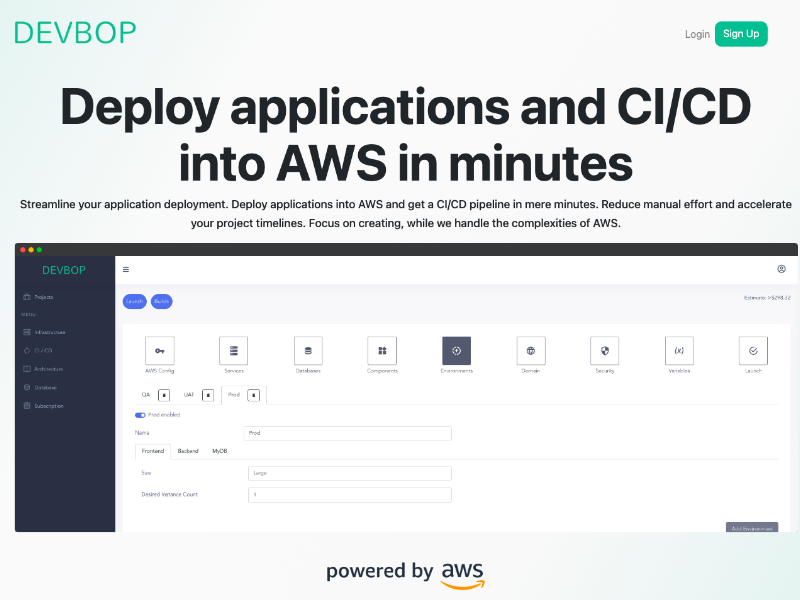 DEVBOP
Login
Sign Up
Deploy applications and CI/CD
into AWS in minutes
Streamline your application deployment. Deploy applications into AWS and get a CI/CD pipeline in mere minutes. Reduce manual effort and accelerate
your project timelines. Focus on creating, while we handle the complexities of AWS.
DEVBOP
Launch
Builds
Projects
MENU
Infrastructure
CI / CD
Architecture
Database
Subscription
AWS Config
Services
Databases
Components
Environments
Domain
Security
(x)
Variables
Launch
QA
UAT
Prod
Prod enabled
Name
Prod
Frontend
Backend
MyDB
Size
Large
Desired Instance Count
Add Environment
powered by aws